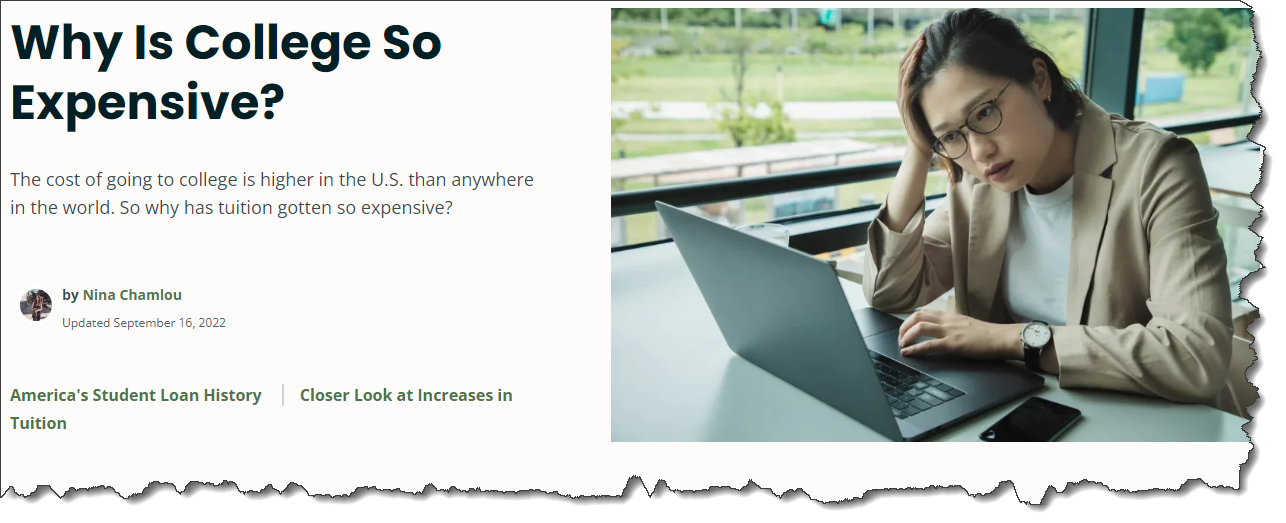 Why Is College So
Expensive?
The cost of going to college is higher in the U.S. than anywhere
in the world. So why has tuition gotten so expensive?
by Nina Chamlou
Updated September 16, 2022
America's Student Loan History | Closer Look at Increases in
Tuition